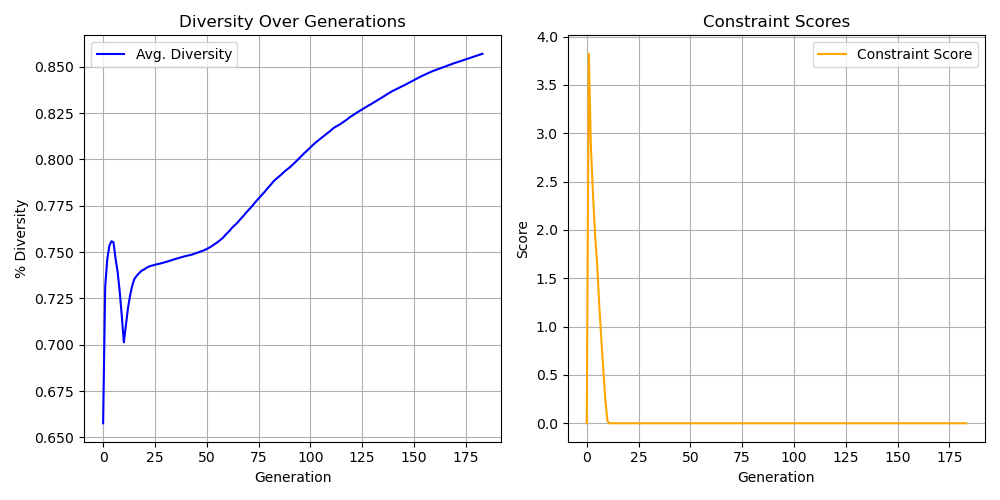 Diversity Over Generations
Avg. Diversity
0.850
0.825
0.800
0.775
0.750
0.725
0.700
0.675
0.650
% Diversity
0 25 50 75 100 125 150 175
Generation
Constraint Scores
Constraint Score
4.0
3.5
3.0
2.5
2.0
1.5
1.0
0.5
0.0
Score
0 25 50 75 100 125 150 175
Generation